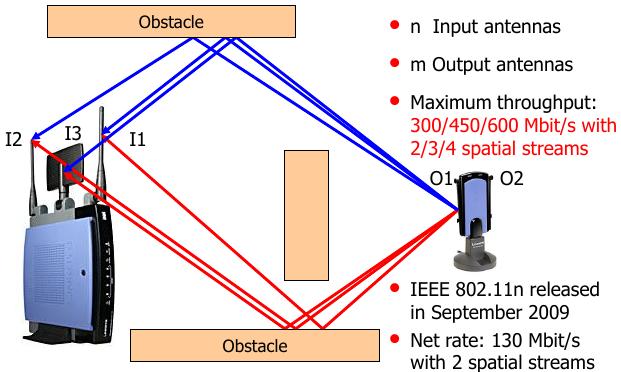 Obstacle
n Input antennas
m Output antennas
Maximum throughput:
300/450/600 Mbit/s with
2/3/4 spatial streams
I2
I3
I1
O1
O2
IEEE 802.11n released
in September 2009
Net rate: 130 Mbit/s
with 2 spatial streams
Obstacle